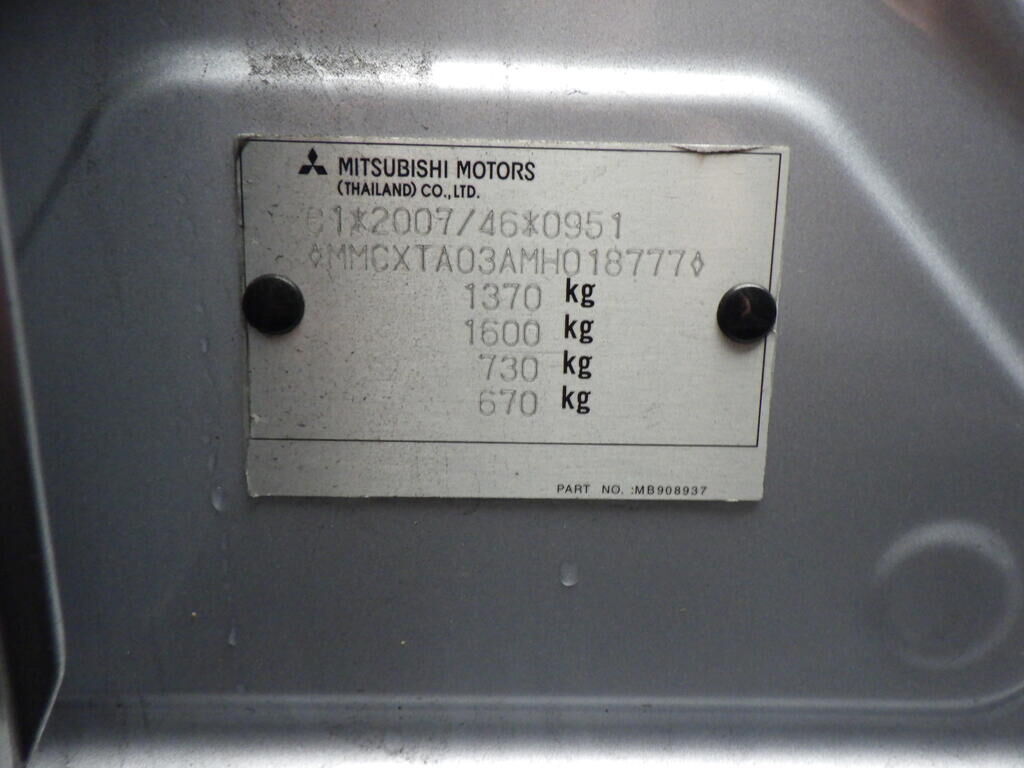 MITSUBISHI MOTORS
(THAILAND) CO., LTD.
e1*2007/46*0951
◊MMCXTA03AMH018777◊
1370 kg
1600 kg
730 kg
670 kg
PART NO. :MB908937